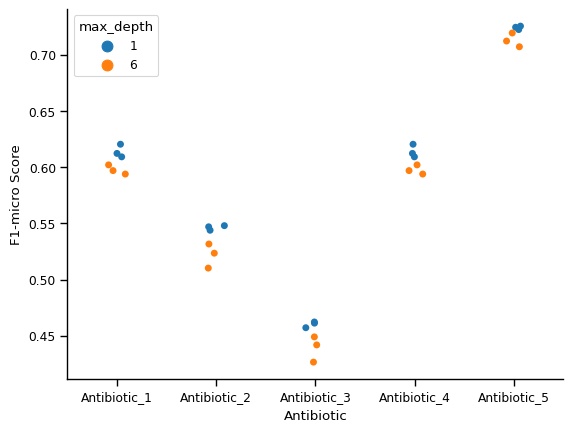 max_depth
1
6
0.70
0.65
0.60
0.55
0.50
0.45
F1-micro Score
Antibiotic_1 Antibiotic_2 Antibiotic_3 Antibiotic_4 Antibiotic_5
Antibiotic